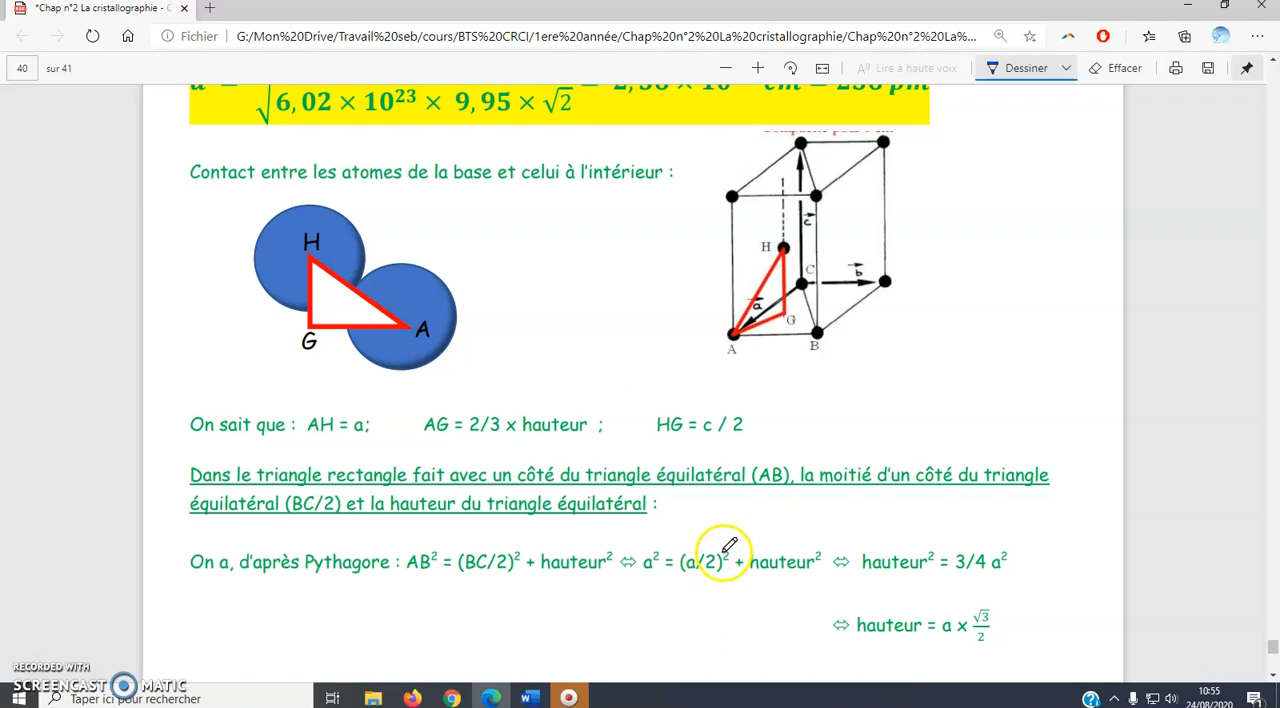 *Chap n°2 La cristallographie - C
Fichier G:/Mon%20Drive/Travail%20seb/cours/BTS%20CRCI/1ere%20année/Chap%20n°2%20La%20cristallographie/Chap%20n°2%20La%...
40 sur 41 Lire à haute voix Dessiner Effacer
6, 02 × 10²³ × 9, 95 × √2
Contact entre les atomes de la base et celui à l'intérieur :
H
G
A
c
H
C
b
a
G
A
B
On sait que : AH = a; AG = 2/3 x hauteur ; HG = c / 2
Dans le triangle rectangle fait avec un côté du triangle équilatéral (AB), la moitié d'un côté du triangle
équilatéral (BC/2) et la hauteur du triangle équilatéral :
On a, d'après Pythagore : AB² = (BC/2)² + hauteur² ⇔ a² = (a/2)² + hauteur² ⇔ hauteur² = 3/4 a²
⇔ hauteur = a x √3/2
RECORDED WITH
SCREENCAST MATIC
Taper ici pour rechercher
10:55
24/08/2020